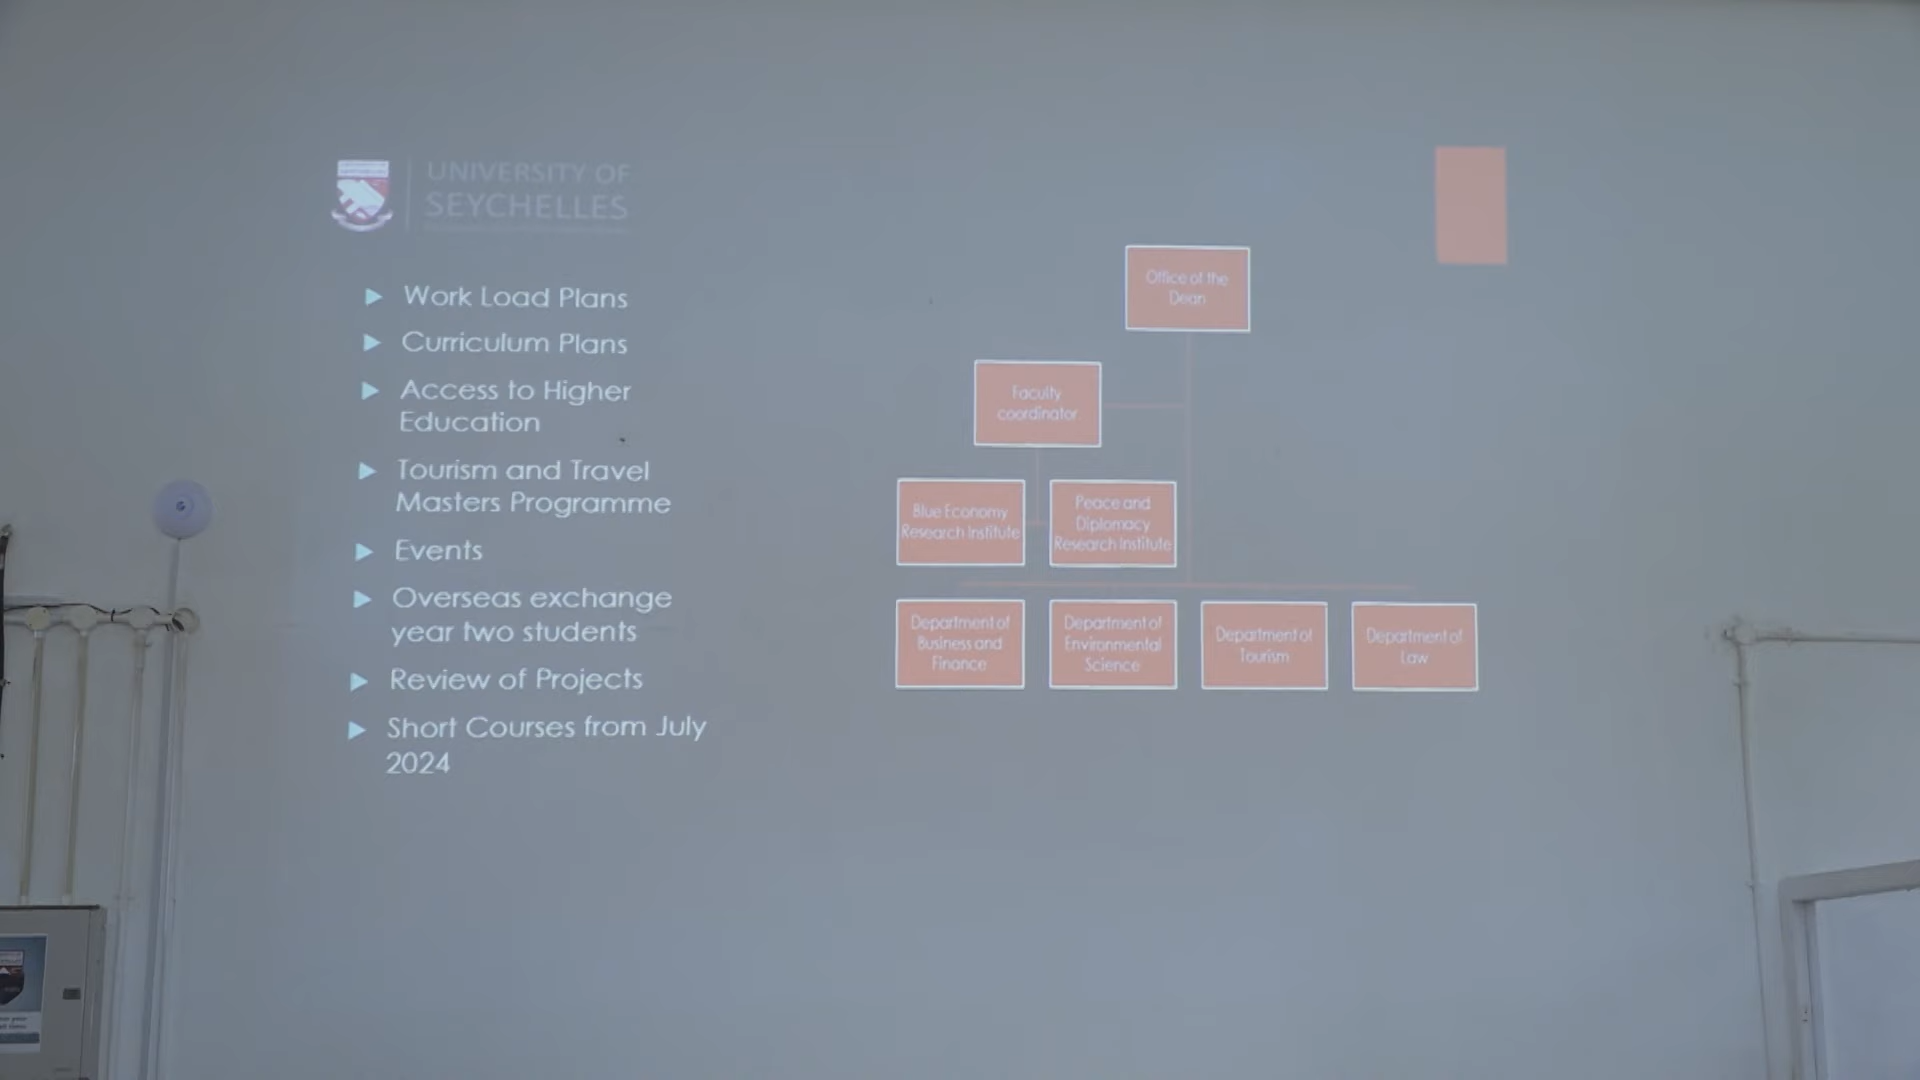 UNIVERSITY OF
SEYCHELLES
Work Load Plans
Curriculum Plans
Access to Higher
Education
Tourism and Travel
Masters Programme
Events
Overseas exchange
year two students
Review of Projects
Short Courses from July
2024
Office of the
Dean
Faculty
coordinator
Blue Economy
Research Institute
Peace and
Diplomacy
Research Institute
Department of
Business and
Finance
Department of
Environmental
Science
Department of
Tourism
Department of
Law